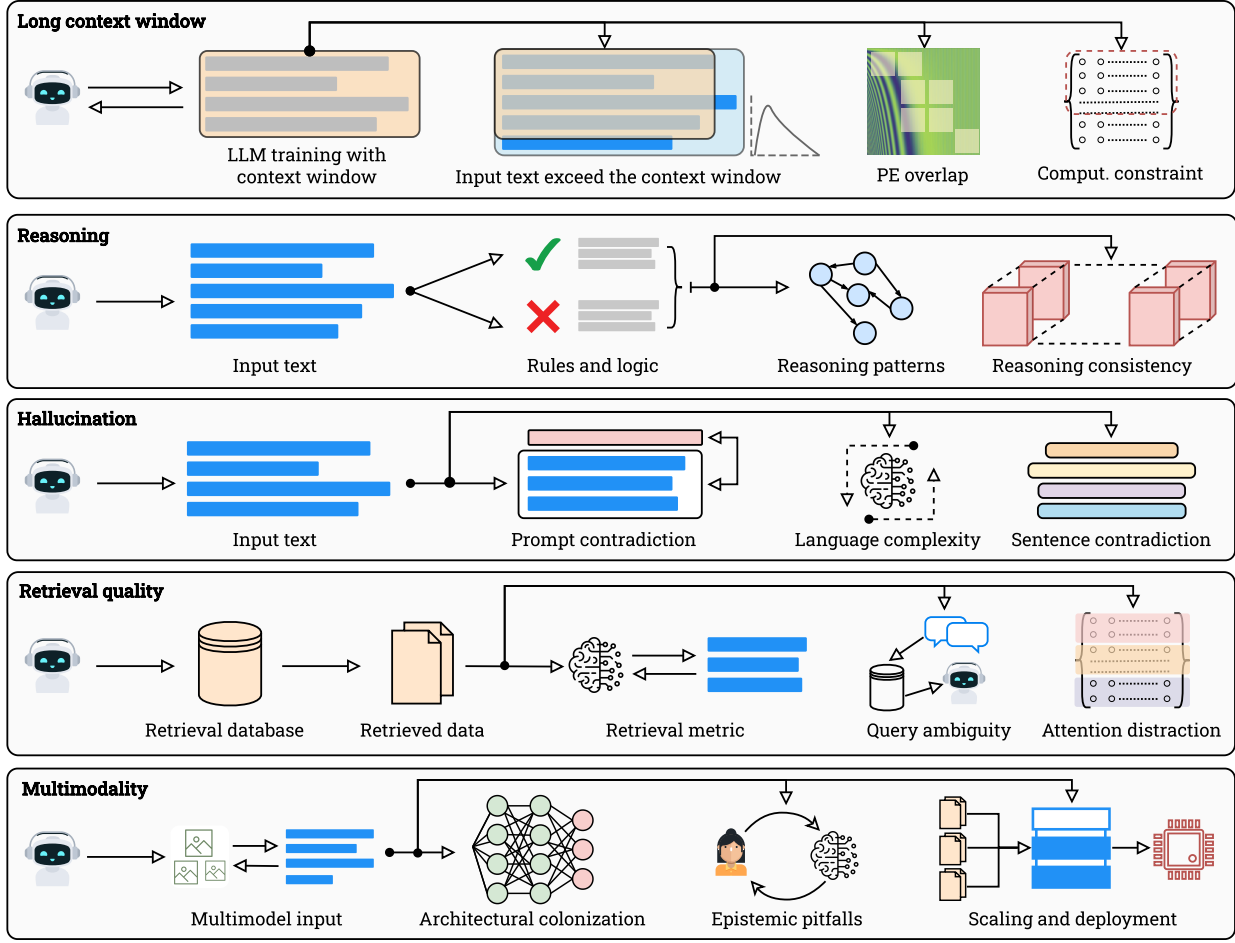 Long context window
LLM training with
context window
Input text exceed the context window
PE overlap
Comput. constraint
Reasoning
Input text
Rules and logic
Reasoning patterns
Reasoning consistency
Hallucination
Input text
Prompt contradiction
Language complexity
Sentence contradiction
Retrieval quality
Retrieval database
Retrieved data
Retrieval metric
Query ambiguity
Attention distraction
Multimodality
Multimodel input
Architectural colonization
Epistemic pitfalls
Scaling and deployment